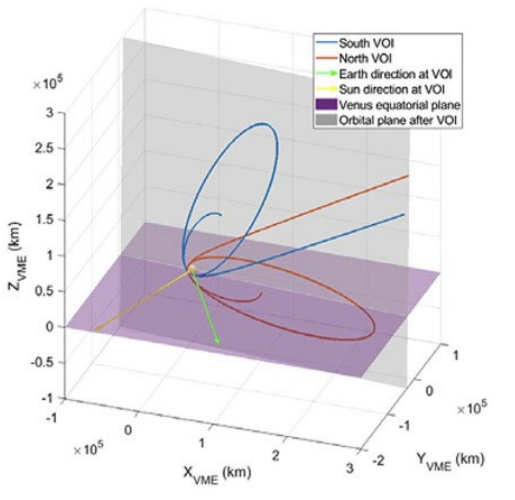 South VOI
North VOI
Earth direction at VOI
Sun direction at VOI
Venus equatorial plane
Orbital plane after VOI
×10⁵
3
2.5
2
1.5
1
0.5
0
-0.5
-1
Z_VME (km)
-1
0
1
2
3
×10⁵
X_VME (km)
1
0
-1
-2
×10⁵
Y_VME (km)